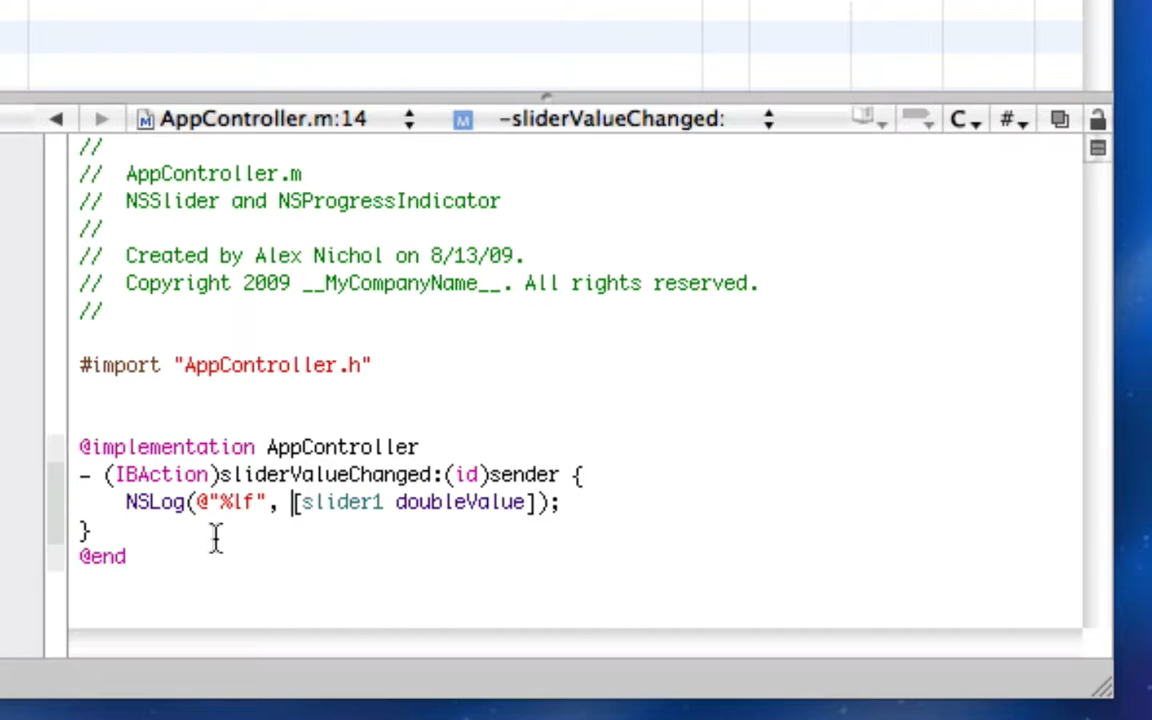 AppController.m:14 -sliderValueChanged: C #
//
// AppController.m
// NSSlider and NSProgressIndicator
//
// Created by Alex Nichol on 8/13/09.
// Copyright 2009 __MyCompanyName__. All rights reserved.
//
#import "AppController.h"
@implementation AppController
- (IBAction)sliderValueChanged:(id)sender {
NSLog(@"%lf", [slider1 doubleValue]);
}
@end